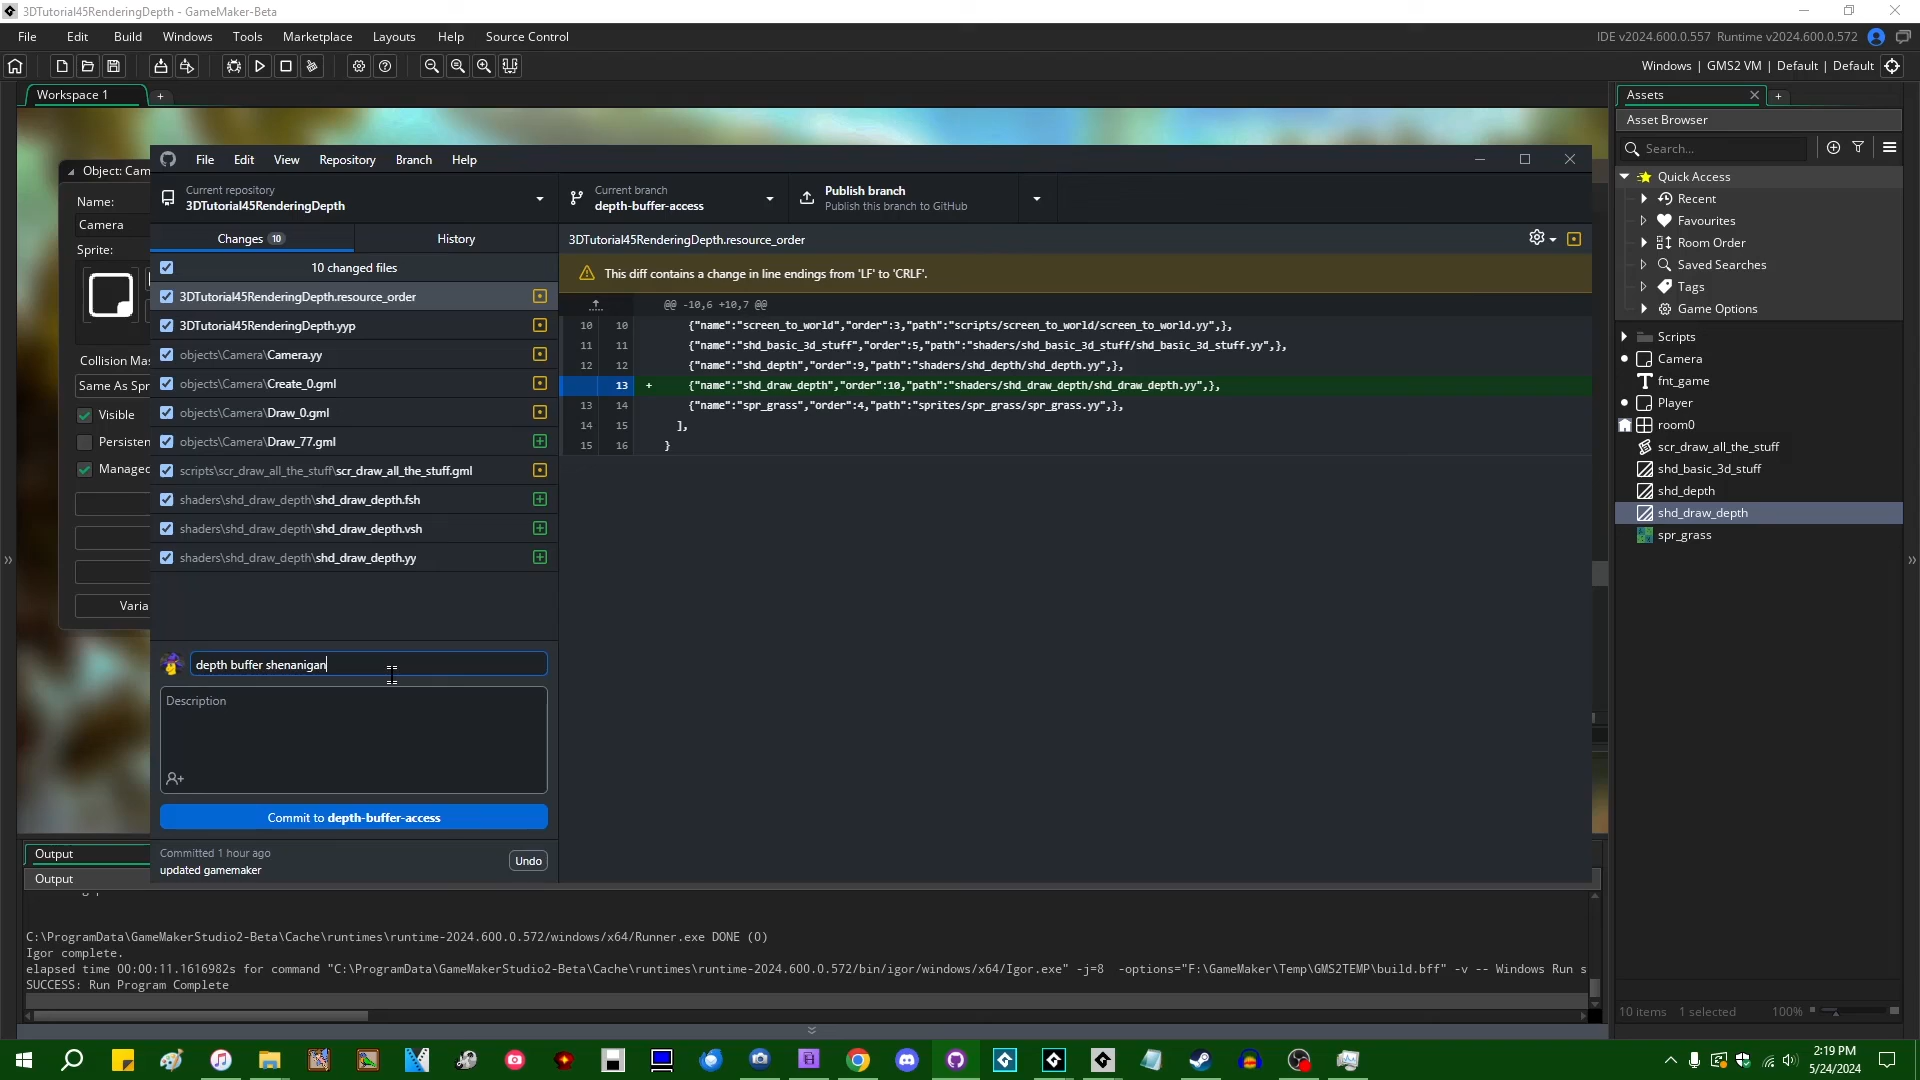 3DTutorial45RenderingDepth - GameMaker-Beta
File Edit Build Windows Tools Marketplace Layouts Help Source Control
IDE v2024.600.0.557 Runtime v2024.600.0.572
Windows | GMS2 VM | Default | Default
Workspace 1
Object: Cam
Name:
Camera
Sprite:
Collision Mas
Same As Spr
Visible
Persisten
Managed
Varia
File Edit View Repository Branch Help
Current repository
3DTutorial45RenderingDepth
Current branch
depth-buffer-access
Publish branch
Publish this branch to GitHub
Changes 10
History
10 changed files
3DTutorial45RenderingDepth.resource_order
3DTutorial45RenderingDepth.yyp
objects\Camera\Camera.yy
objects\Camera\Create_0.gml
objects\Camera\Draw_0.gml
objects\Camera\Draw_77.gml
scripts\scr_draw_all_the_stuff\scr_draw_all_the_stuff.gml
shaders\shd_draw_depth\shd_draw_depth.fsh
shaders\shd_draw_depth\shd_draw_depth.vsh
shaders\shd_draw_depth\shd_draw_depth.yy
depth buffer shenanigan
Description
Commit to depth-buffer-access
Committed 1 hour ago
updated gamemaker
Undo
3DTutorial45RenderingDepth.resource_order
This diff contains a change in line endings from 'LF' to 'CRLF'.
@@ -10,6 +10,7 @@
10 10 {"name":"screen_to_world","order":3,"path":"scripts/screen_to_world/screen_to_world.yy",},
11 11 {"name":"shd_basic_3d_stuff","order":5,"path":"shaders/shd_basic_3d_stuff/shd_basic_3d_stuff.yy",},
12 12 {"name":"shd_depth","order":9,"path":"shaders/shd_depth/shd_depth.yy",},
13 + {"name":"shd_draw_depth","order":10,"path":"shaders/shd_draw_depth/shd_draw_depth.yy",},
13 14 {"name":"spr_grass","order":4,"path":"sprites/spr_grass/spr_grass.yy",},
14 15 ],
15 16 }
Assets
Asset Browser
Search...
Quick Access
Recent
Favourites
Room Order
Saved Searches
Tags
Game Options
Scripts
Camera
fnt_game
Player
room0
scr_draw_all_the_stuff
shd_basic_3d_stuff
shd_depth
shd_draw_depth
spr_grass
10 items 1 selected 100%
Output
Output
C:\ProgramData\GameMakerStudio2-Beta\Cache\runtimes\runtime-2024.600.0.572/windows/x64/Runner.exe DONE (0)
Igor complete.
elapsed time 00:00:11.1616982s for command "C:\ProgramData\GameMakerStudio2-Beta\Cache\runtimes\runtime-2024.600.0.572/bin/igor/windows/x64/Igor.exe" -j=8 -options="F:\GameMaker\Temp\GMS2TEMP\build.bff" -v -- Windows Run s
SUCCESS: Run Program Complete
2:19 PM
5/24/2024